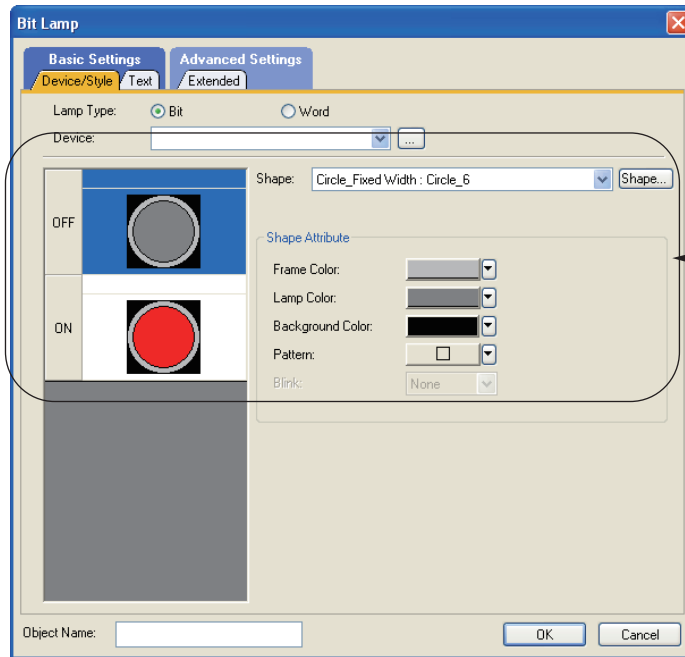 Bit Lamp
Basic Settings Advanced Settings
Device/Style Text Extended
Lamp Type: Bit Word
Device: ...
Shape: Circle_Fixed Width : Circle_6 Shape...
OFF
Shape Attribute
Frame Color:
Lamp Color:
ON Background Color:
Pattern:
Blink: None
Object Name: OK Cancel